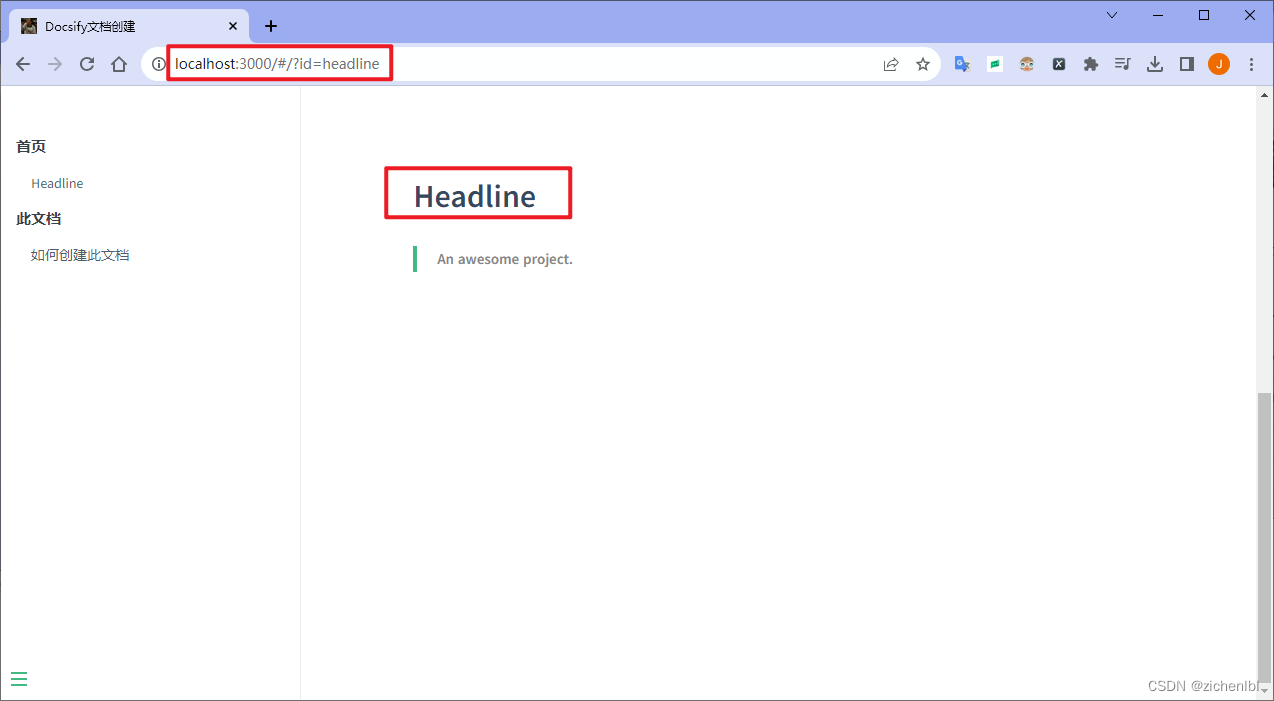 Docsify文档创建
localhost:3000/#/?id=headline
J
首页
Headline
此文档
如何创建此文档
Headline
An awesome project.
CSDN @zichenlbl